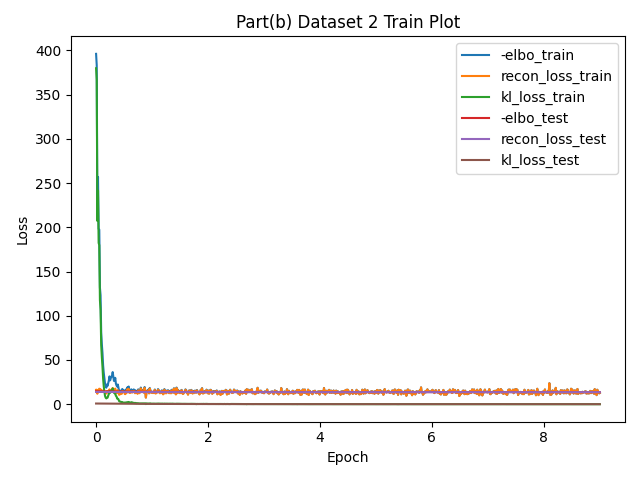 Part(b) Dataset 2 Train Plot
400
350
300
250
200
150
100
50
0
Loss
0 2 4 6 8
Epoch
-elbo_train
recon_loss_train
kl_loss_train
-elbo_test
recon_loss_test
kl_loss_test